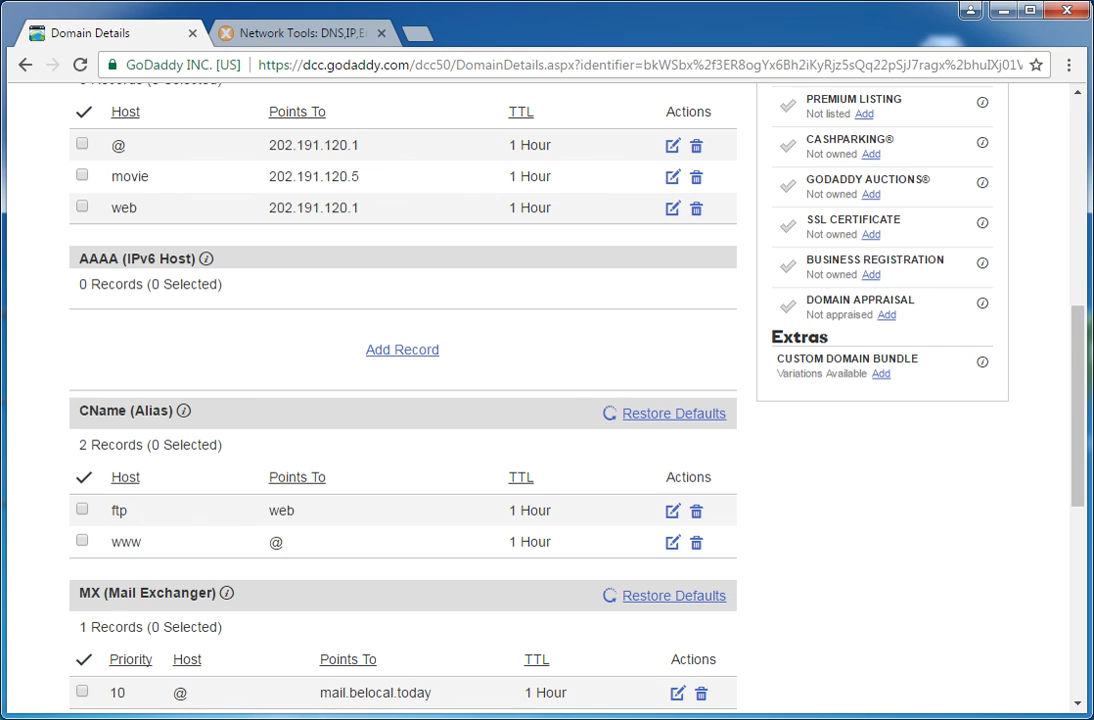 Domain Details
Network Tools: DNS,IP,E
GoDaddy INC. [US]
https://dcc.godaddy.com/dcc50/DomainDetails.aspx?identifier=bkWSbx%2f3ER8ogYx6Bh2iKyRjz5sQq22pSjJ7ragx%2bhuIXj01V
Host Points To TTL Actions
@ 202.191.120.1 1 Hour
movie 202.191.120.5 1 Hour
web 202.191.120.1 1 Hour
AAAA (IPv6 Host)
0 Records (0 Selected)
Add Record
CName (Alias) Restore Defaults
2 Records (0 Selected)
Host Points To TTL Actions
ftp web 1 Hour
www @ 1 Hour
MX (Mail Exchanger) Restore Defaults
1 Records (0 Selected)
Priority Host Points To TTL Actions
10 @ mail.belocal.today 1 Hour
PREMIUM LISTING
Not listed Add
CASHPARKING®
Not owned Add
GODADDY AUCTIONS®
Not owned Add
SSL CERTIFICATE
Not owned Add
BUSINESS REGISTRATION
Not owned Add
DOMAIN APPRAISAL
Not appraised Add
Extras
CUSTOM DOMAIN BUNDLE
Variations Available Add